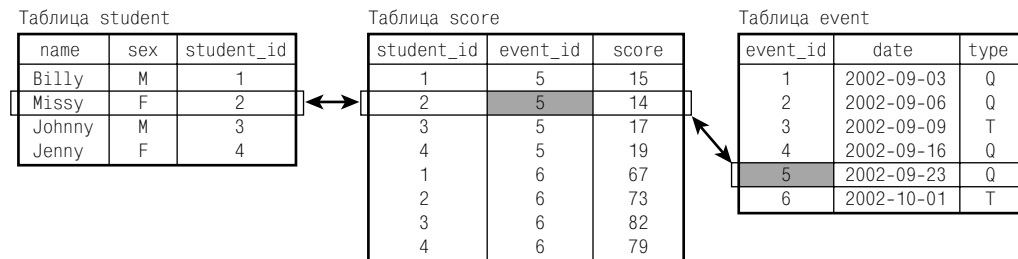 Таблица student
name sex student_id
Billy M 1
Missy F 2
Johnny M 3
Jenny F 4
Таблица score
student_id event_id score
1 5 15
2 5 14
3 5 17
4 5 19
1 6 67
2 6 73
3 6 82
4 6 79
Таблица event
event_id date type
1 2002-09-03 Q
2 2002-09-06 Q
3 2002-09-09 T
4 2002-09-16 Q
5 2002-09-23 Q
6 2002-10-01 T